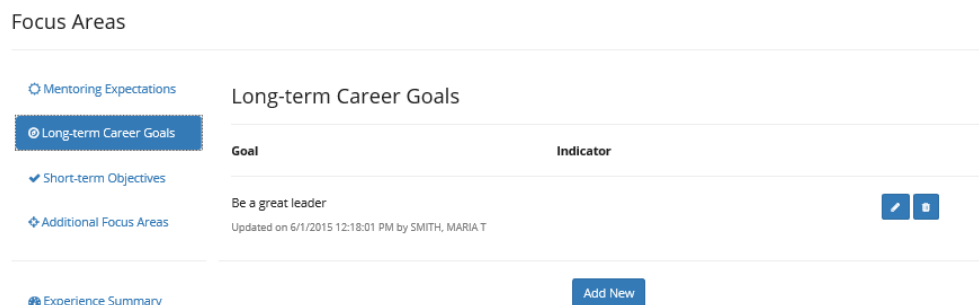 Focus Areas
Mentoring Expectations
Long-term Career Goals
Short-term Objectives
Additional Focus Areas
Experience Summary
Long-term Career Goals
Goal Indicator
Be a great leader
Updated on 6/1/2015 12:18:01 PM by SMITH, MARIA T
Add New